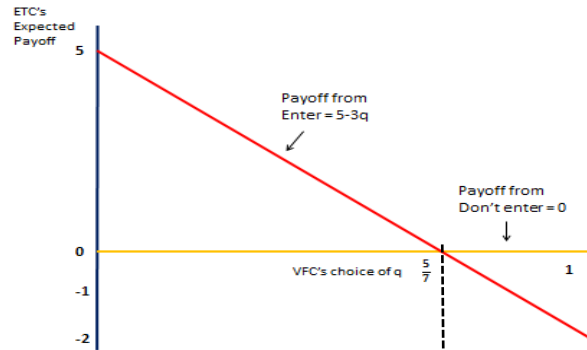 ETC's
Expected
Payoff
5
Payoff from
Enter = 5-3q
Payoff from
Don't enter = 0
0
VFC's choice of q
5
7
1
-1
-2